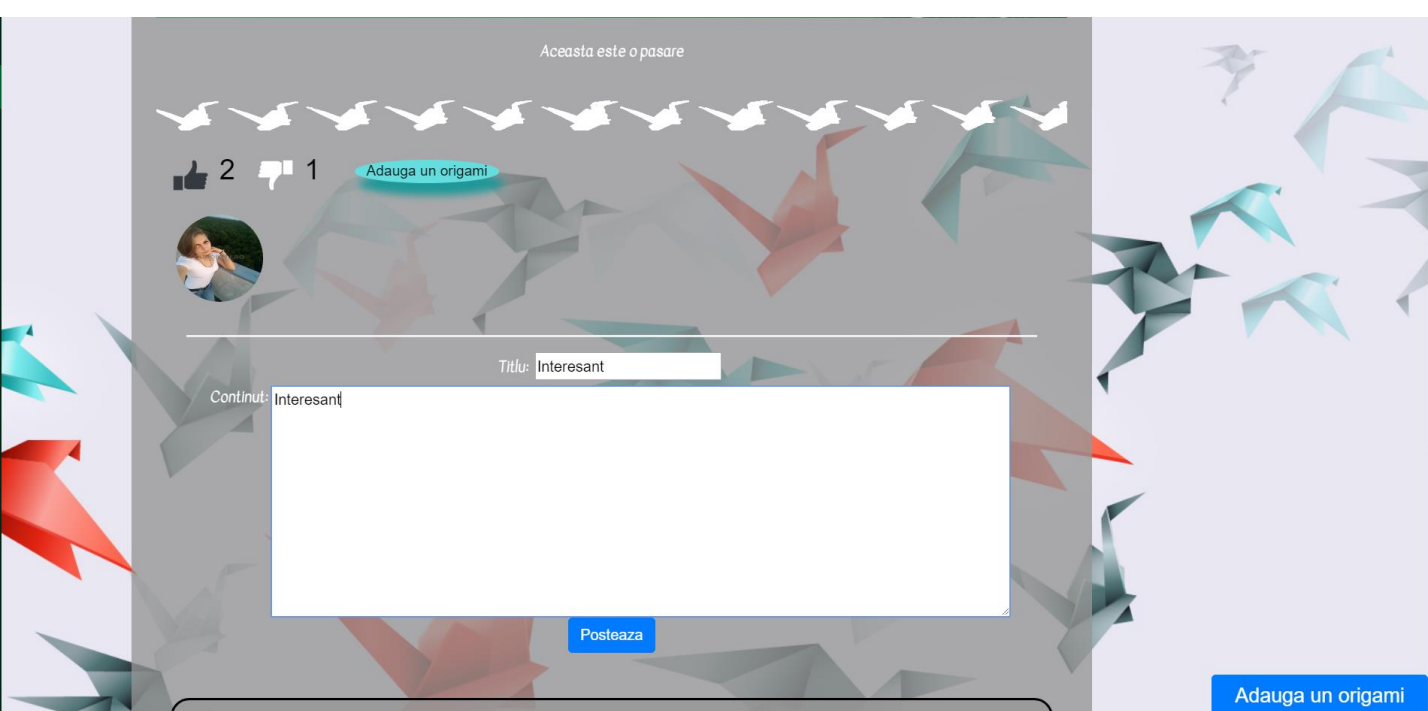 Aceasta este o pasare
2 1 Adauga un origami
Titlu: Interesant
Continut: Interesant
Posteaza
Adauga un origami